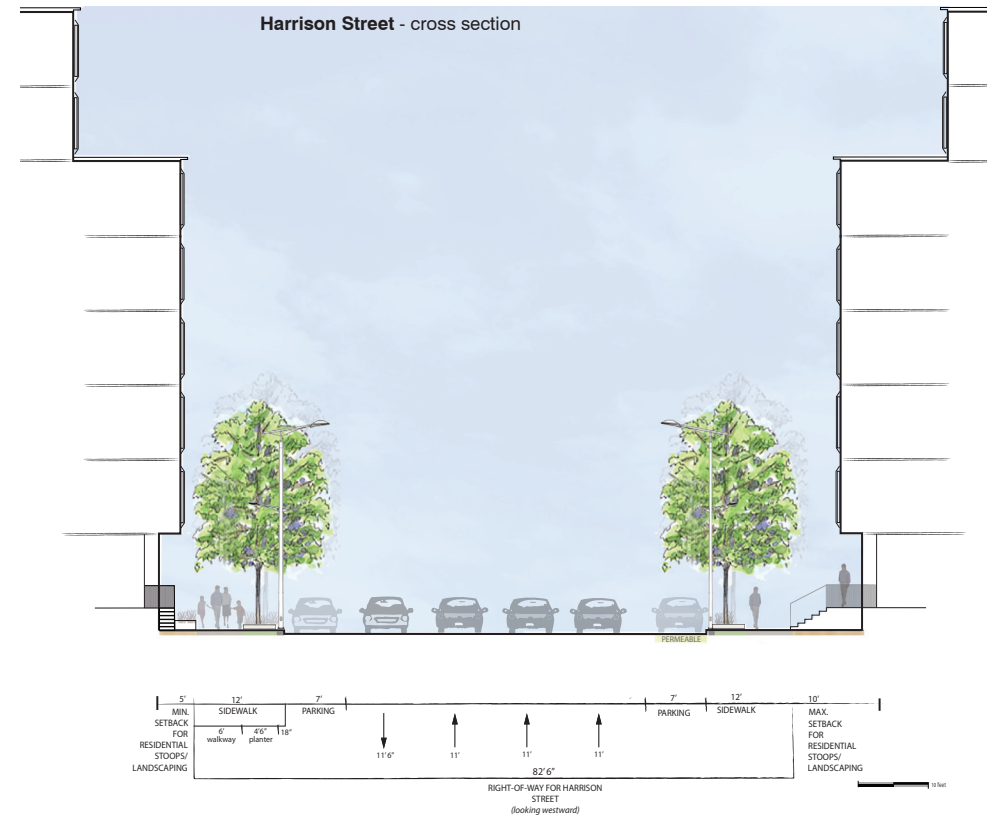 Harrison Street - cross section
PERMEABLE
5'
MIN.
SETBACK
FOR
RESIDENTIAL
STOOPS/
LANDSCAPING
12'
SIDEWALK
6'
walkway
4'6"
planter
18"
7'
PARKING
11' 6"
11'
11'
11'
7'
PARKING
12'
SIDEWALK
10'
MAX.
SETBACK
FOR
RESIDENTIAL
STOOPS/
LANDSCAPING
82' 6"
RIGHT-OF-WAY FOR HARRISON
STREET
(looking westward)
10 feet